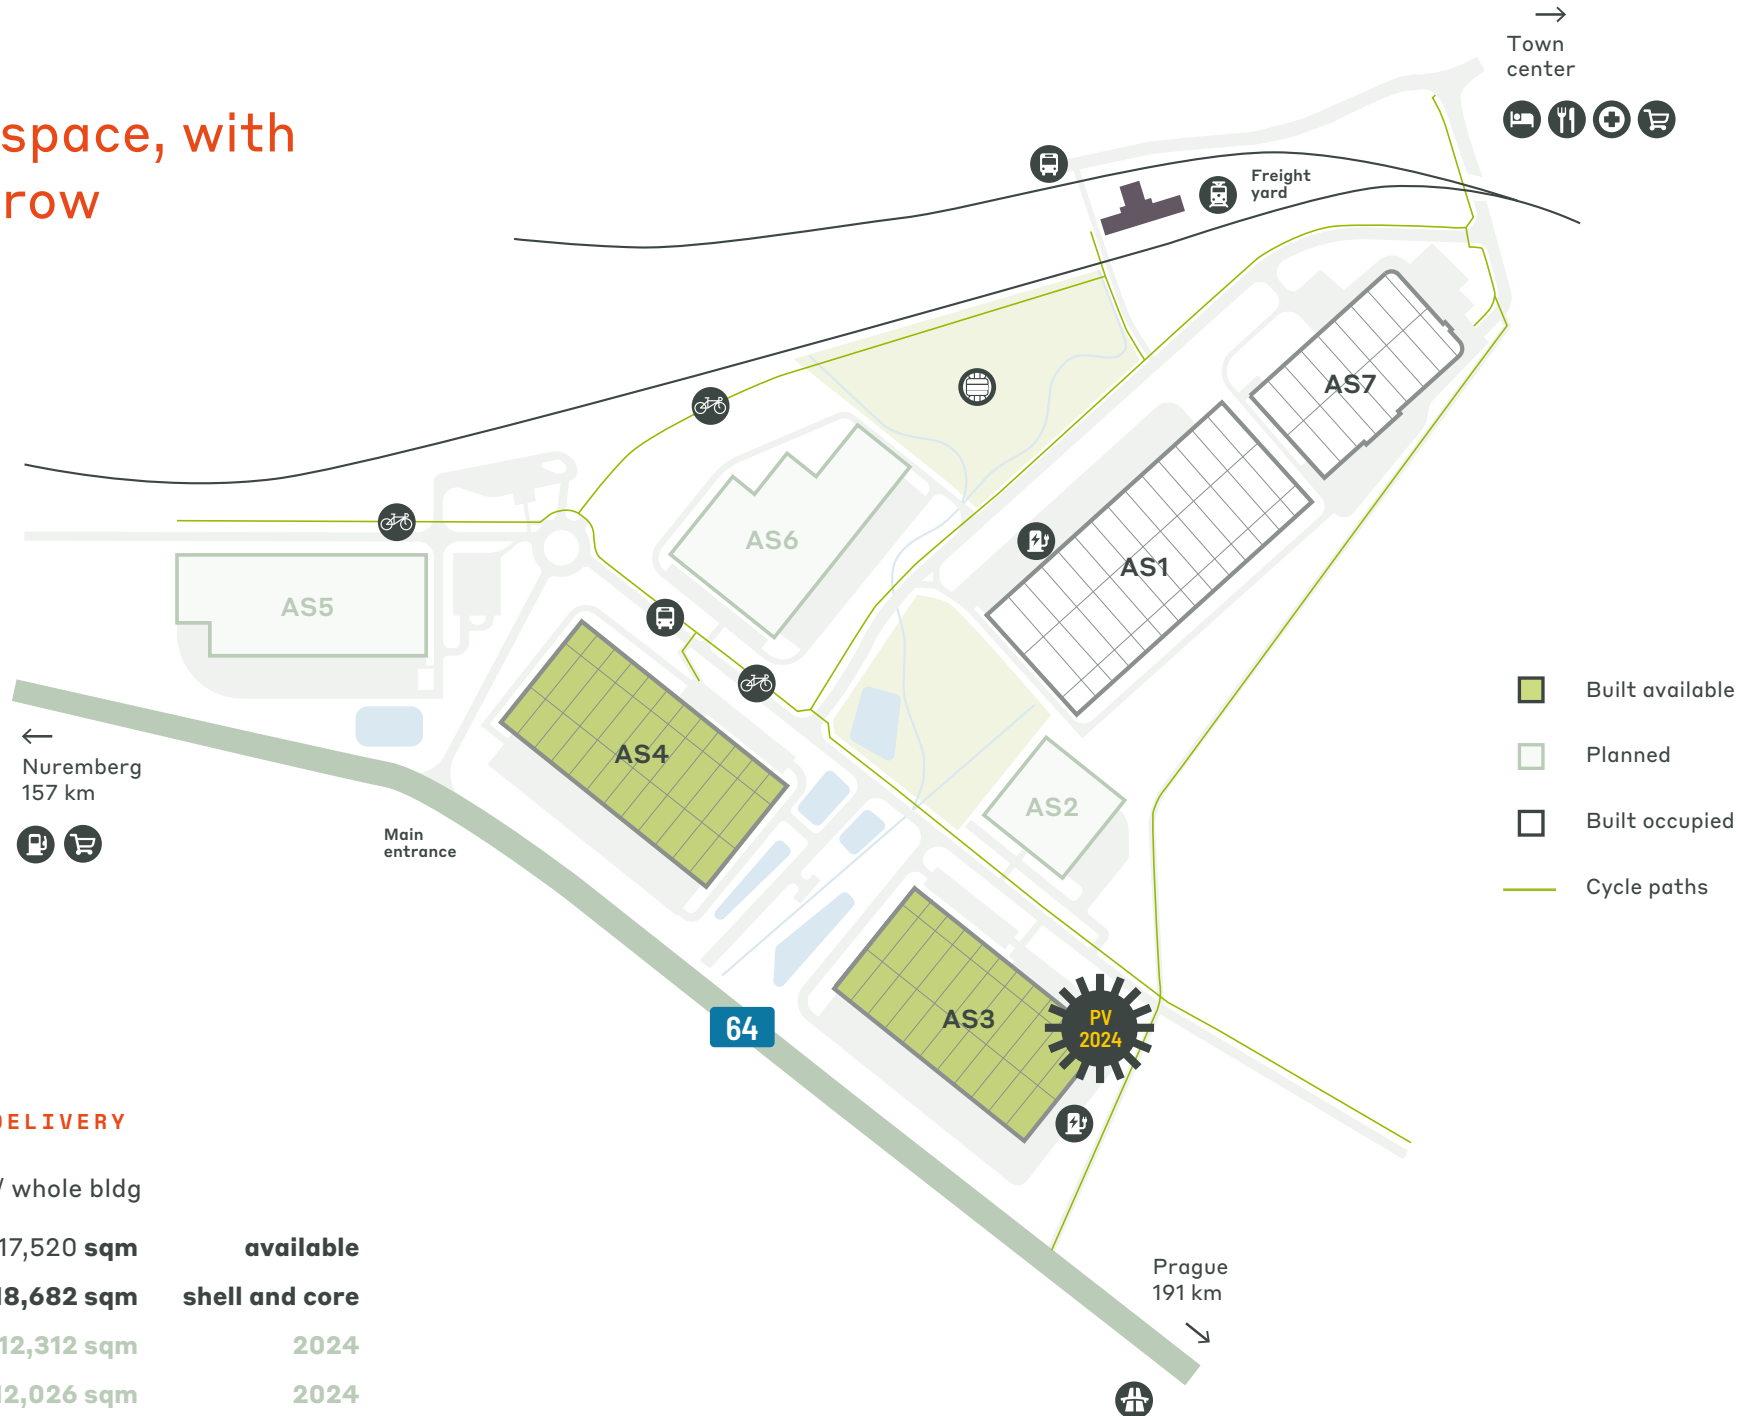 Town
center
space, with
row
Freight
yard
AS7
AS1
AS6
AS5
AS4
AS2
AS3
Built available
Planned
Built occupied
Cycle paths
Nuremberg
157 km
Main
entrance
64
PV
2024
DELIVERY
/ whole bldg
17,520 sqm available
18,682 sqm shell and core
12,312 sqm 2024
12,026 sqm 2024
Prague
191 km